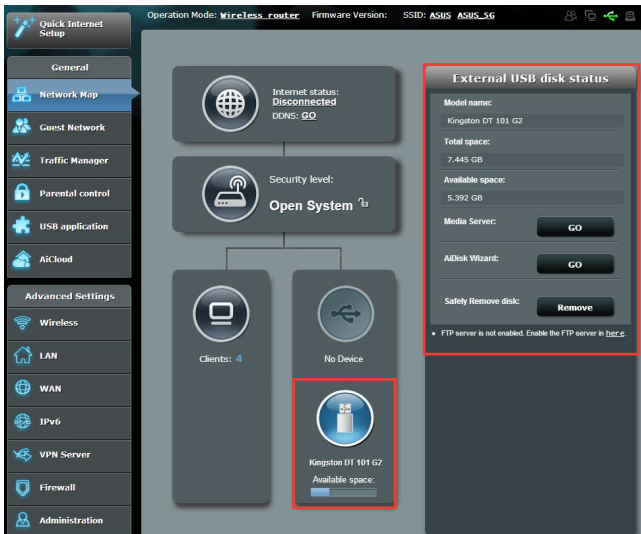 Operation Mode: Wireless router Firmware Version: SSID: ASUS ASUS_5G
Quick Internet
Setup
General
Network Map
Guest Network
Traffic Manager
Parental control
USB application
AiCloud
Advanced Settings
Wireless
LAN
WAN
IPv6
VPN Server
Firewall
Administration
Internet status:
Disconnected
DDNS: GO
Security level:
Open System
Clients: 4
No Device
Kingston DT 101 G2
Available space:
External USB disk status
Model name:
Kingston DT 101 G2
Total space:
7.445 GB
Available space:
5.392 GB
Media Server: GO
AiDisk Wizard: GO
Safely Remove disk: Remove
• FTP server is not enabled. Enable the FTP server in here.